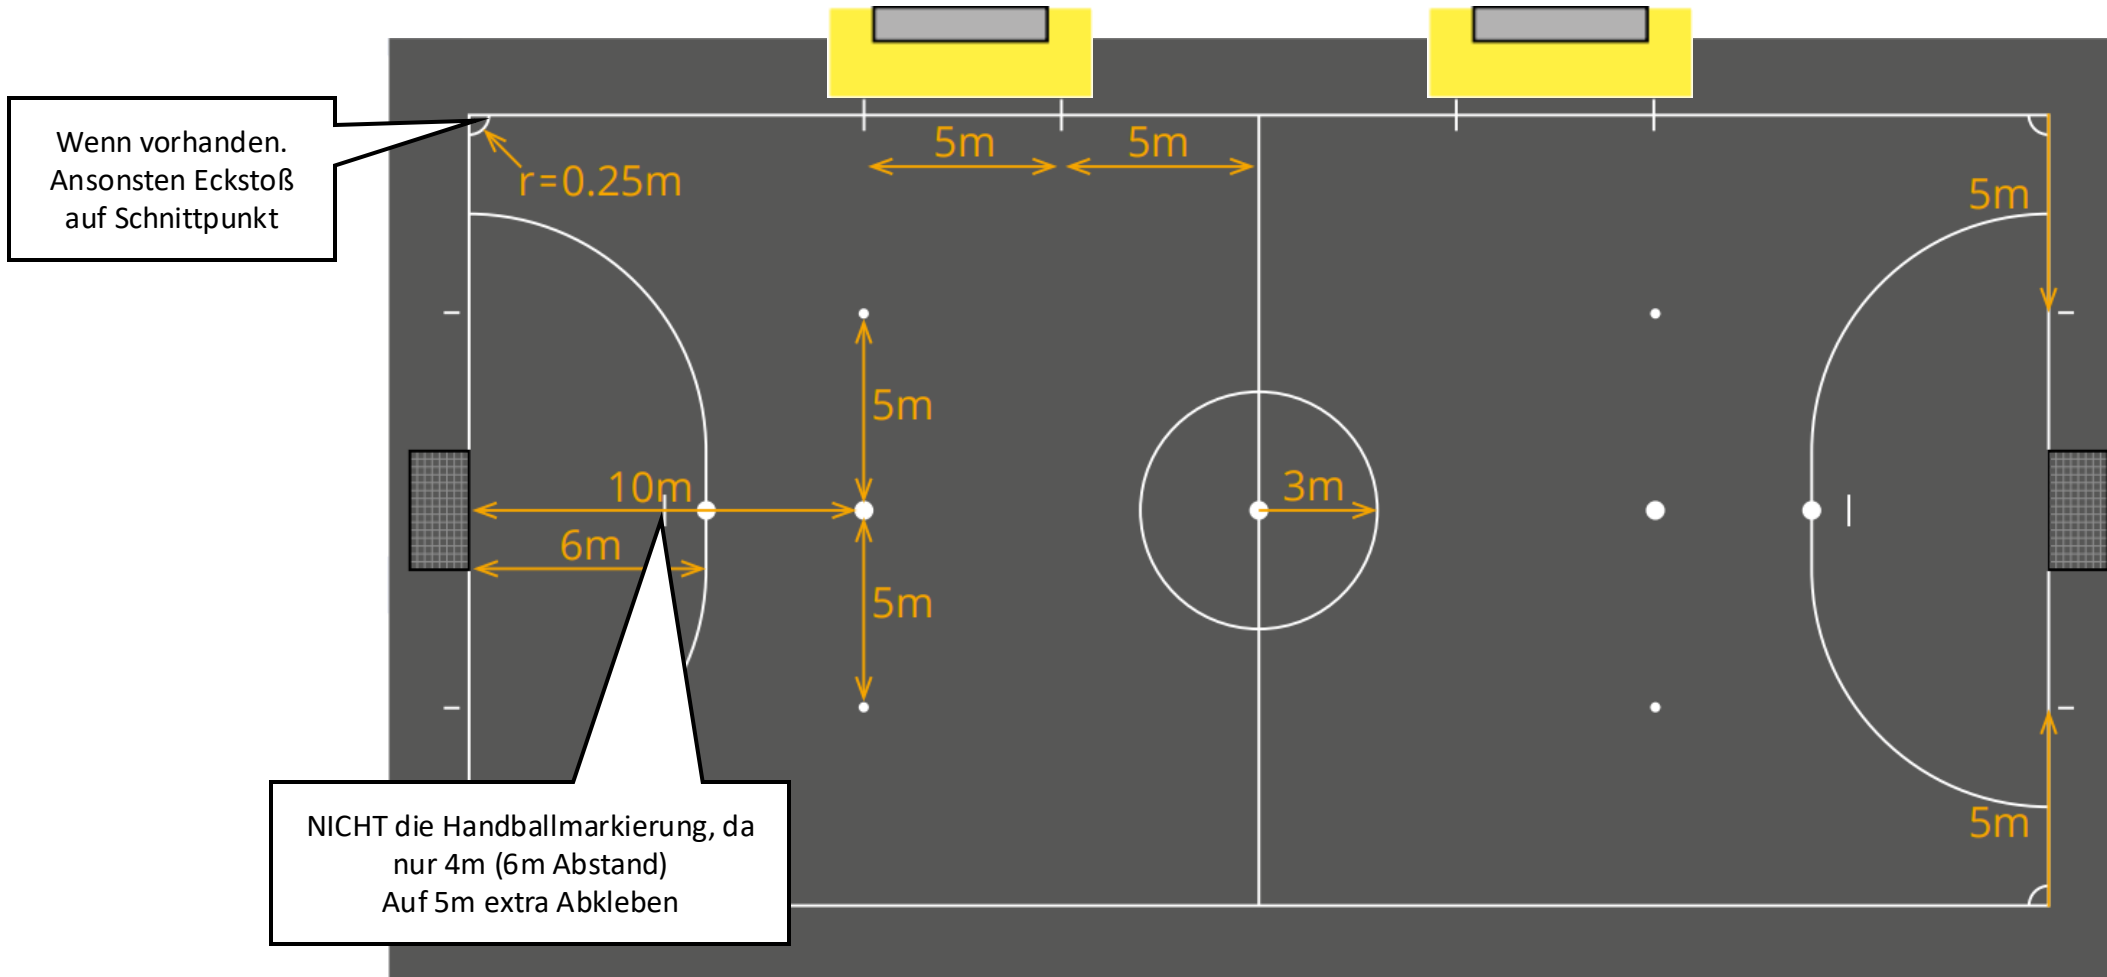 Wenn vorhanden.
Ansonsten Eckstoß
auf Schnittpunkt
r=0.25m
5m
5m
5m
5m
10m
3m
6m
5m
NICHT die Handballmarkierung, da
nur 4m (6m Abstand)
Auf 5m extra Abkleben
5m